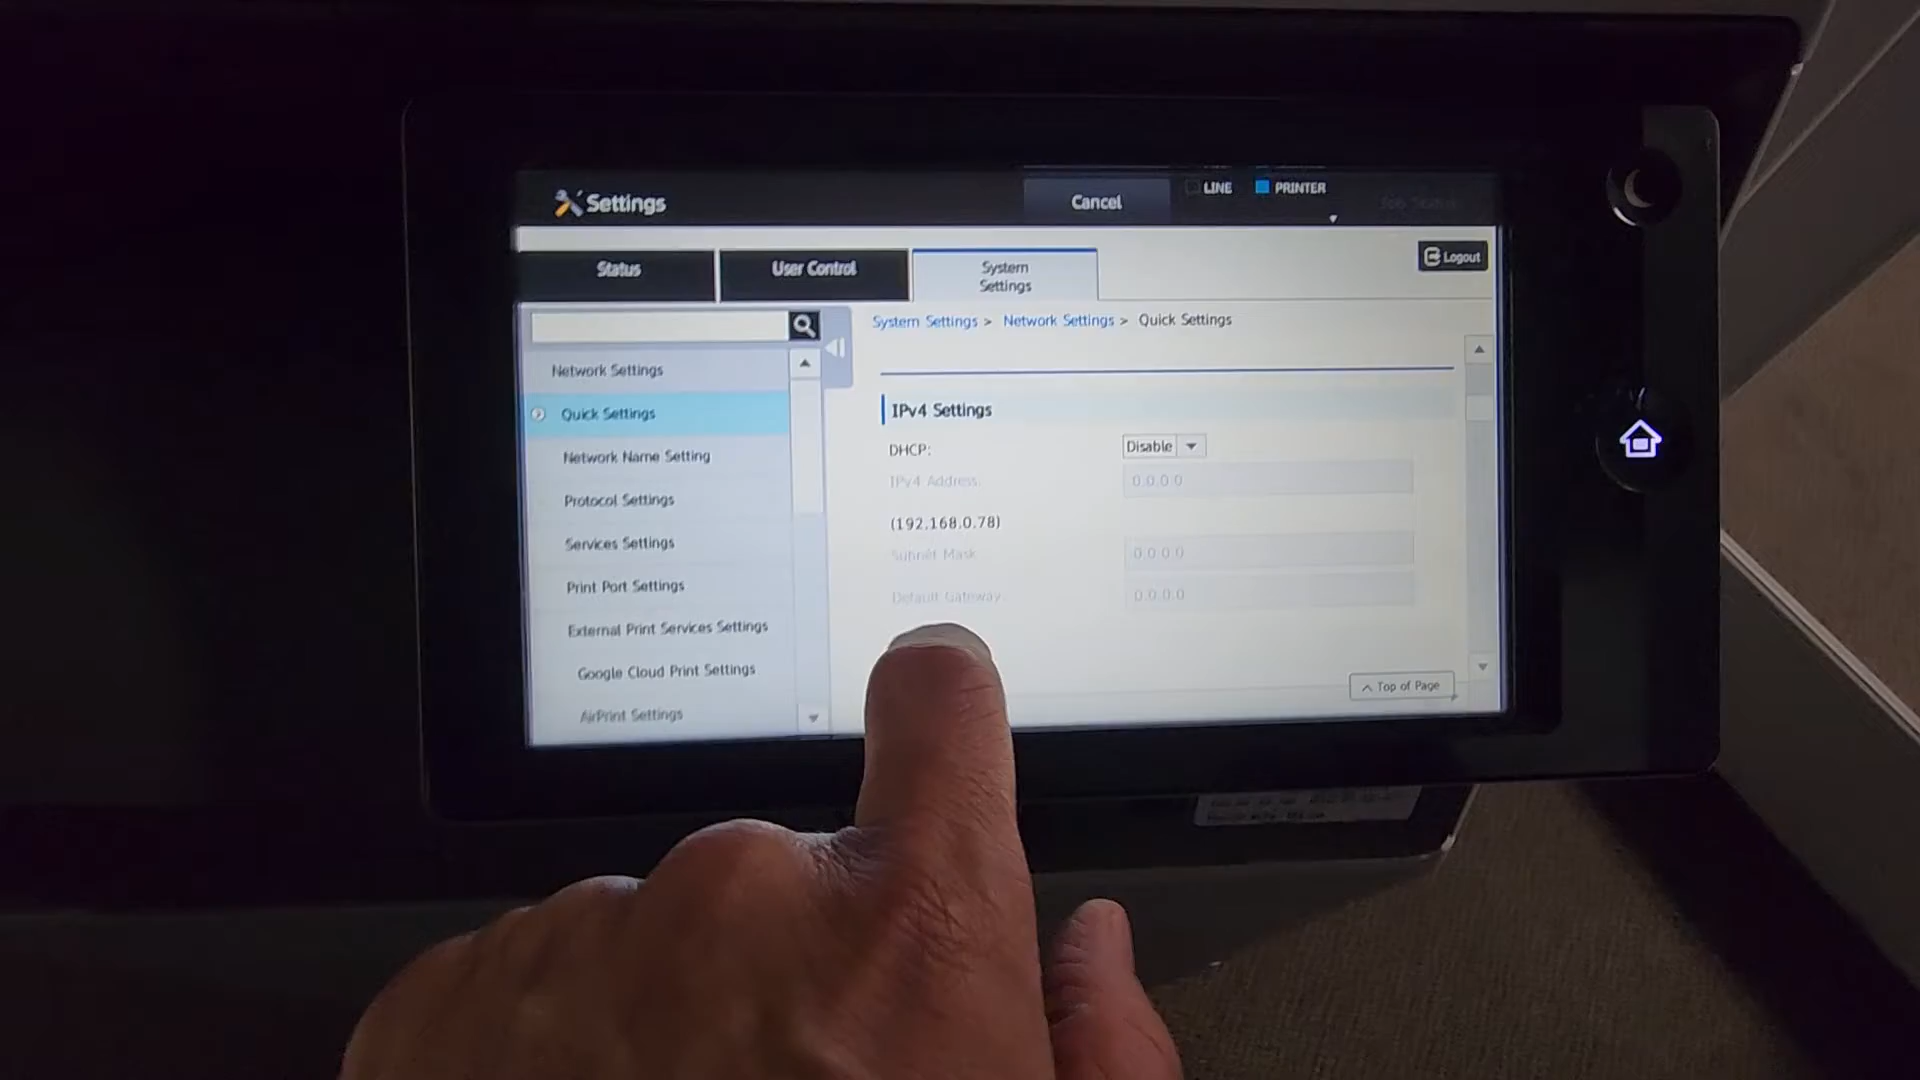 Settings
Cancel
LINE
PRINTER
Job Status
Status
User Control
System
Settings
Logout
System Settings > Network Settings > Quick Settings
Network Settings
Quick Settings
Network Name Setting
Protocol Settings
Services Settings
Print Port Settings
External Print Services Settings
Google Cloud Print Settings
AirPrint Settings
IPv4 Settings
DHCP:
Disable
IPv4 Address:
0.0.0.0
(192.168.0.78)
Subnet Mask:
0.0.0.0
Default Gateway:
0.0.0.0
Top of Page